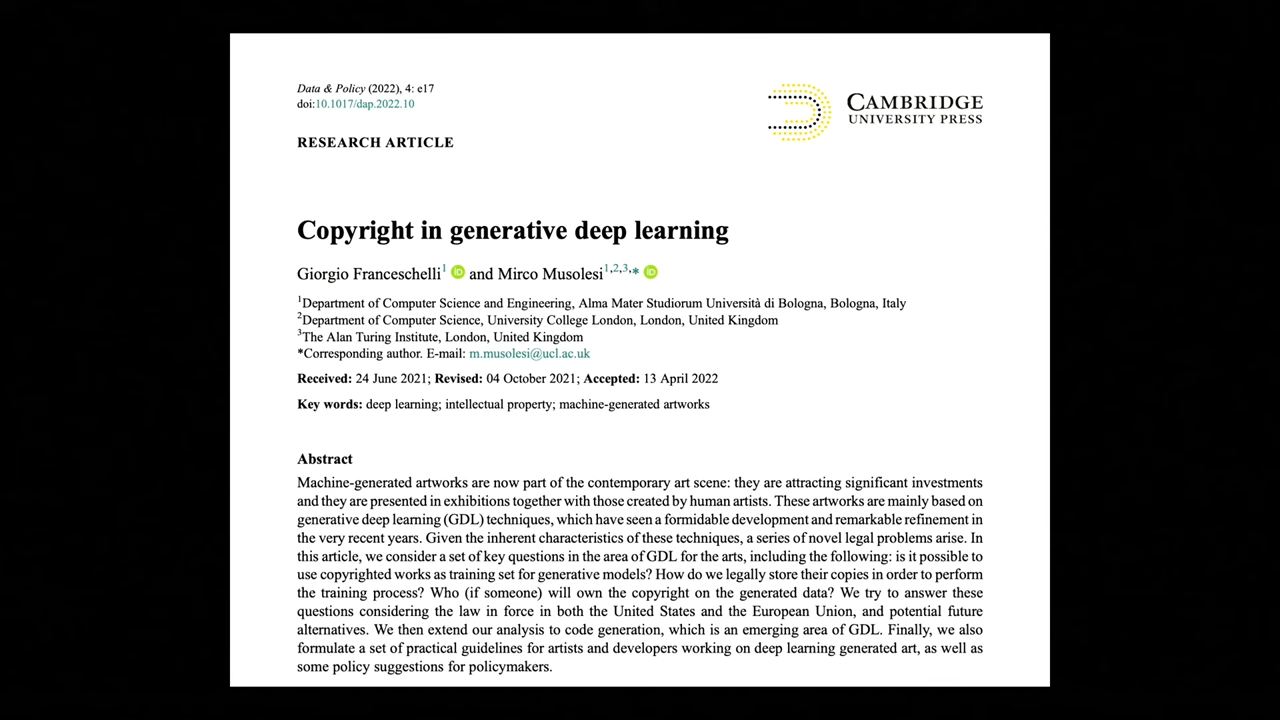 Data & Policy (2022), 4: e17
doi:10.1017/dap.2022.10
CAMBRIDGE
UNIVERSITY PRESS
RESEARCH ARTICLE
Copyright in generative deep learning
Giorgio Franceschelli1 iD and Mirco Musolesi1,2,3,* iD
1Department of Computer Science and Engineering, Alma Mater Studiorum Università di Bologna, Bologna, Italy
2Department of Computer Science, University College London, London, United Kingdom
3The Alan Turing Institute, London, United Kingdom
*Corresponding author. E-mail: m.musolesi@ucl.ac.uk
Received: 24 June 2021; Revised: 04 October 2021; Accepted: 13 April 2022
Key words: deep learning; intellectual property; machine-generated artworks
Abstract
Machine-generated artworks are now part of the contemporary art scene: they are attracting significant investments
and they are presented in exhibitions together with those created by human artists. These artworks are mainly based on
generative deep learning (GDL) techniques, which have seen a formidable development and remarkable refinement in
the very recent years. Given the inherent characteristics of these techniques, a series of novel legal problems arise. In
this article, we consider a set of key questions in the area of GDL for the arts, including the following: is it possible to
use copyrighted works as training set for generative models? How do we legally store their copies in order to perform
the training process? Who (if someone) will own the copyright on the generated data? We try to answer these
questions considering the law in force in both the United States and the European Union, and potential future
alternatives. We then extend our analysis to code generation, which is an emerging area of GDL. Finally, we also
formulate a set of practical guidelines for artists and developers working on deep learning generated art, as well as
some policy suggestions for policymakers.